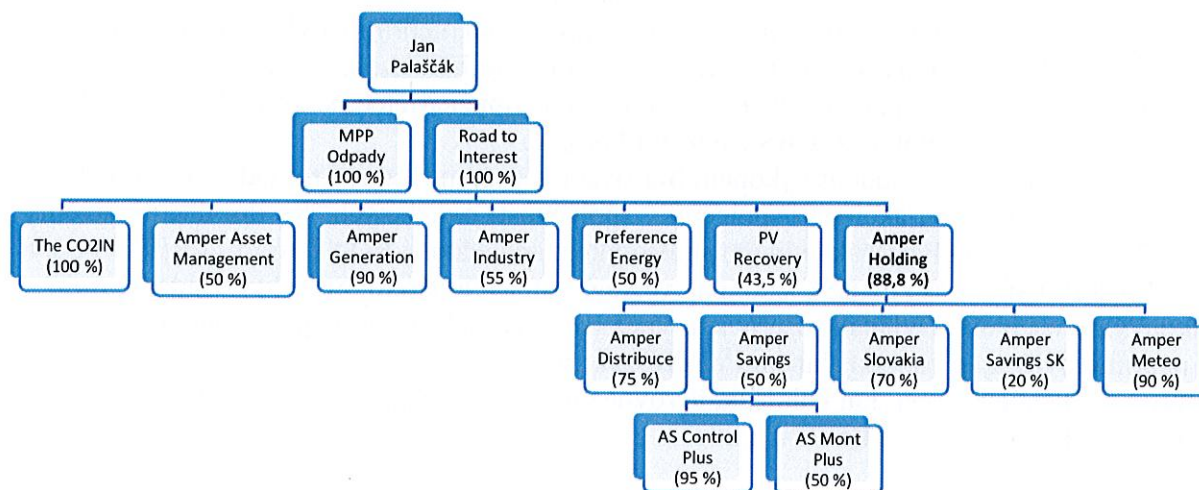 Jan
Palaščák
MPP
Odpady
(100 %)
Road to
Interest
(100 %)
The CO2IN
(100 %)
Amper Asset
Management
(50 %)
Amper
Generation
(90 %)
Amper
Industry
(55 %)
Preference
Energy
(50 %)
PV
Recovery
(43,5 %)
Amper
Holding
(88,8 %)
Amper
Distribuce
(75 %)
Amper
Savings
(50 %)
Amper
Slovakia
(70 %)
Amper
Savings SK
(20 %)
Amper
Meteo
(90 %)
AS Control
Plus
(95 %)
AS Mont
Plus
(50 %)